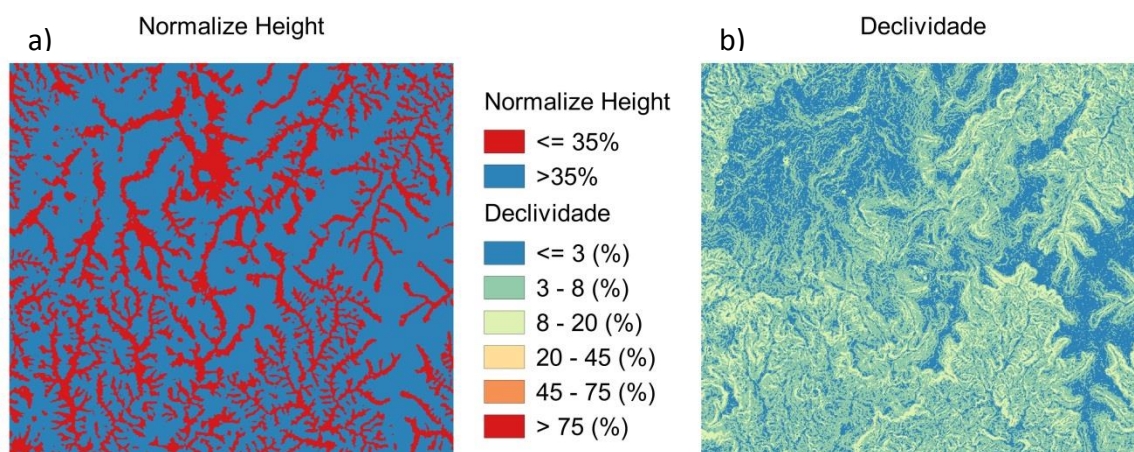 a)
Normalize Height
b)
Declividade
Normalize Height
<= 35%
>35%
Declividade
<= 3 (%)
3 - 8 (%)
8 - 20 (%)
20 - 45 (%)
45 - 75 (%)
> 75 (%)